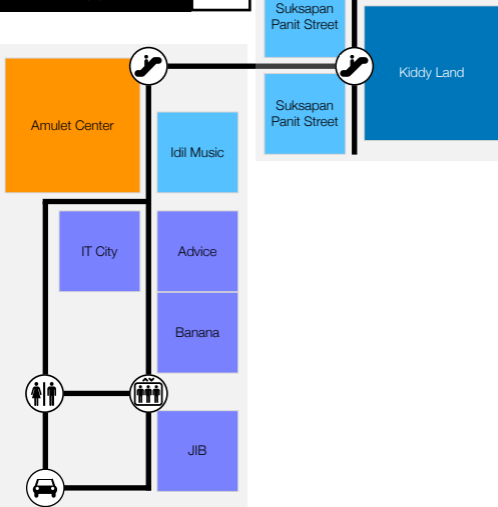 Suksapan
Panit Street
Kiddy Land
Suksapan
Panit Street
Amulet Center
Idil Music
IT City
Advice
Banana
JIB